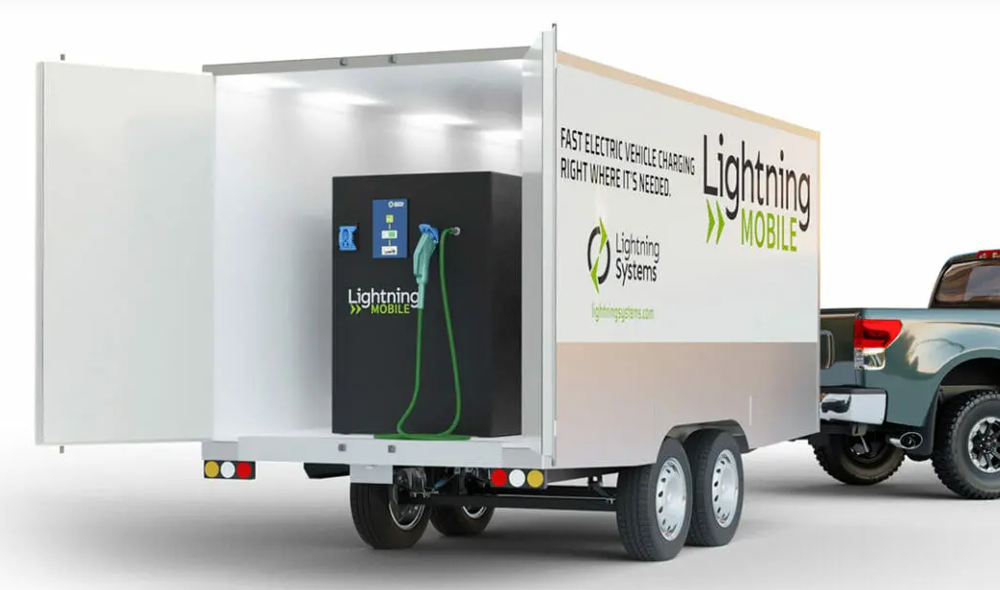 FAST ELECTRIC VEHICLE CHARGING
RIGHT WHERE IT'S NEEDED.
Lightning
MOBILE
Lightning
Systems
lightningsystems.com
Lightning
MOBILE